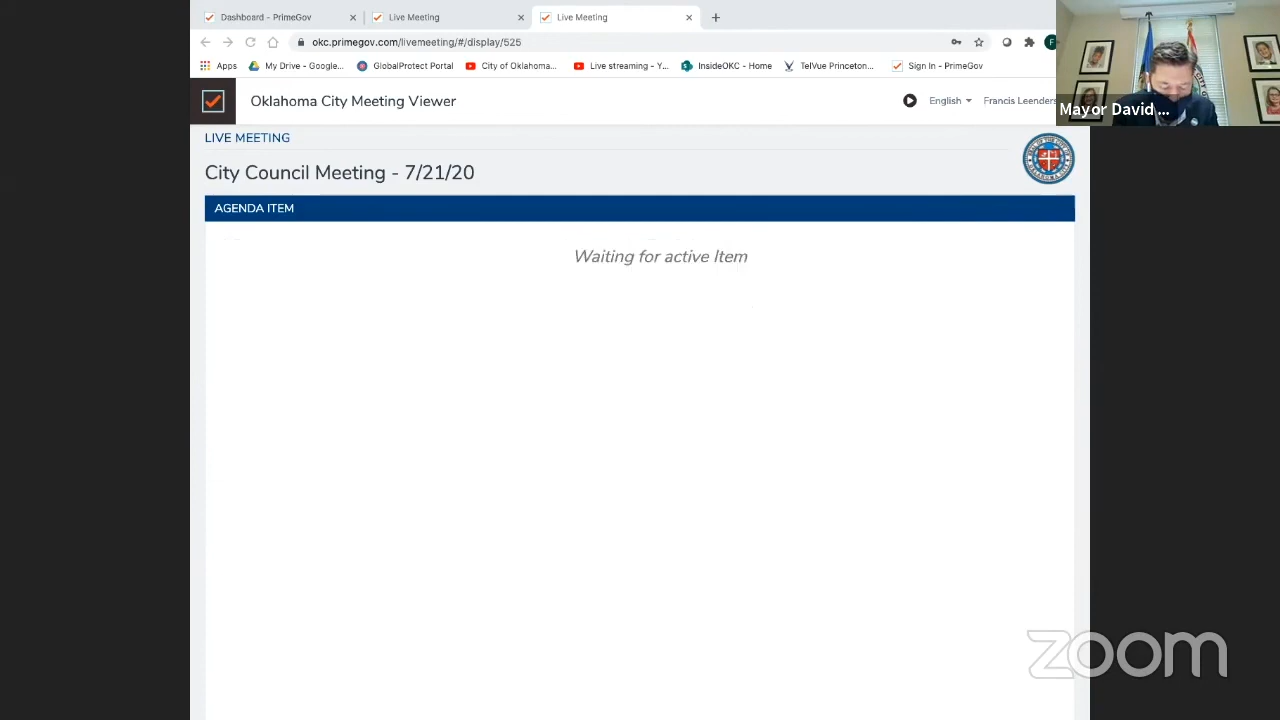 Dashboard - PrimeGov
Live Meeting
Live Meeting
okc.primegov.com/livemeeting/#/display/525
Apps
My Drive - Google...
GlobalProtect Portal
City of Oklahoma...
Live streaming - Y...
InsideOKC - Home
TelVue Princeton...
Sign In - PrimeGov
Oklahoma City Meeting Viewer
English
Francis Leenders
Mayor David ...
LIVE MEETING
City Council Meeting - 7/21/20
AGENDA ITEM
Waiting for active Item
zoom